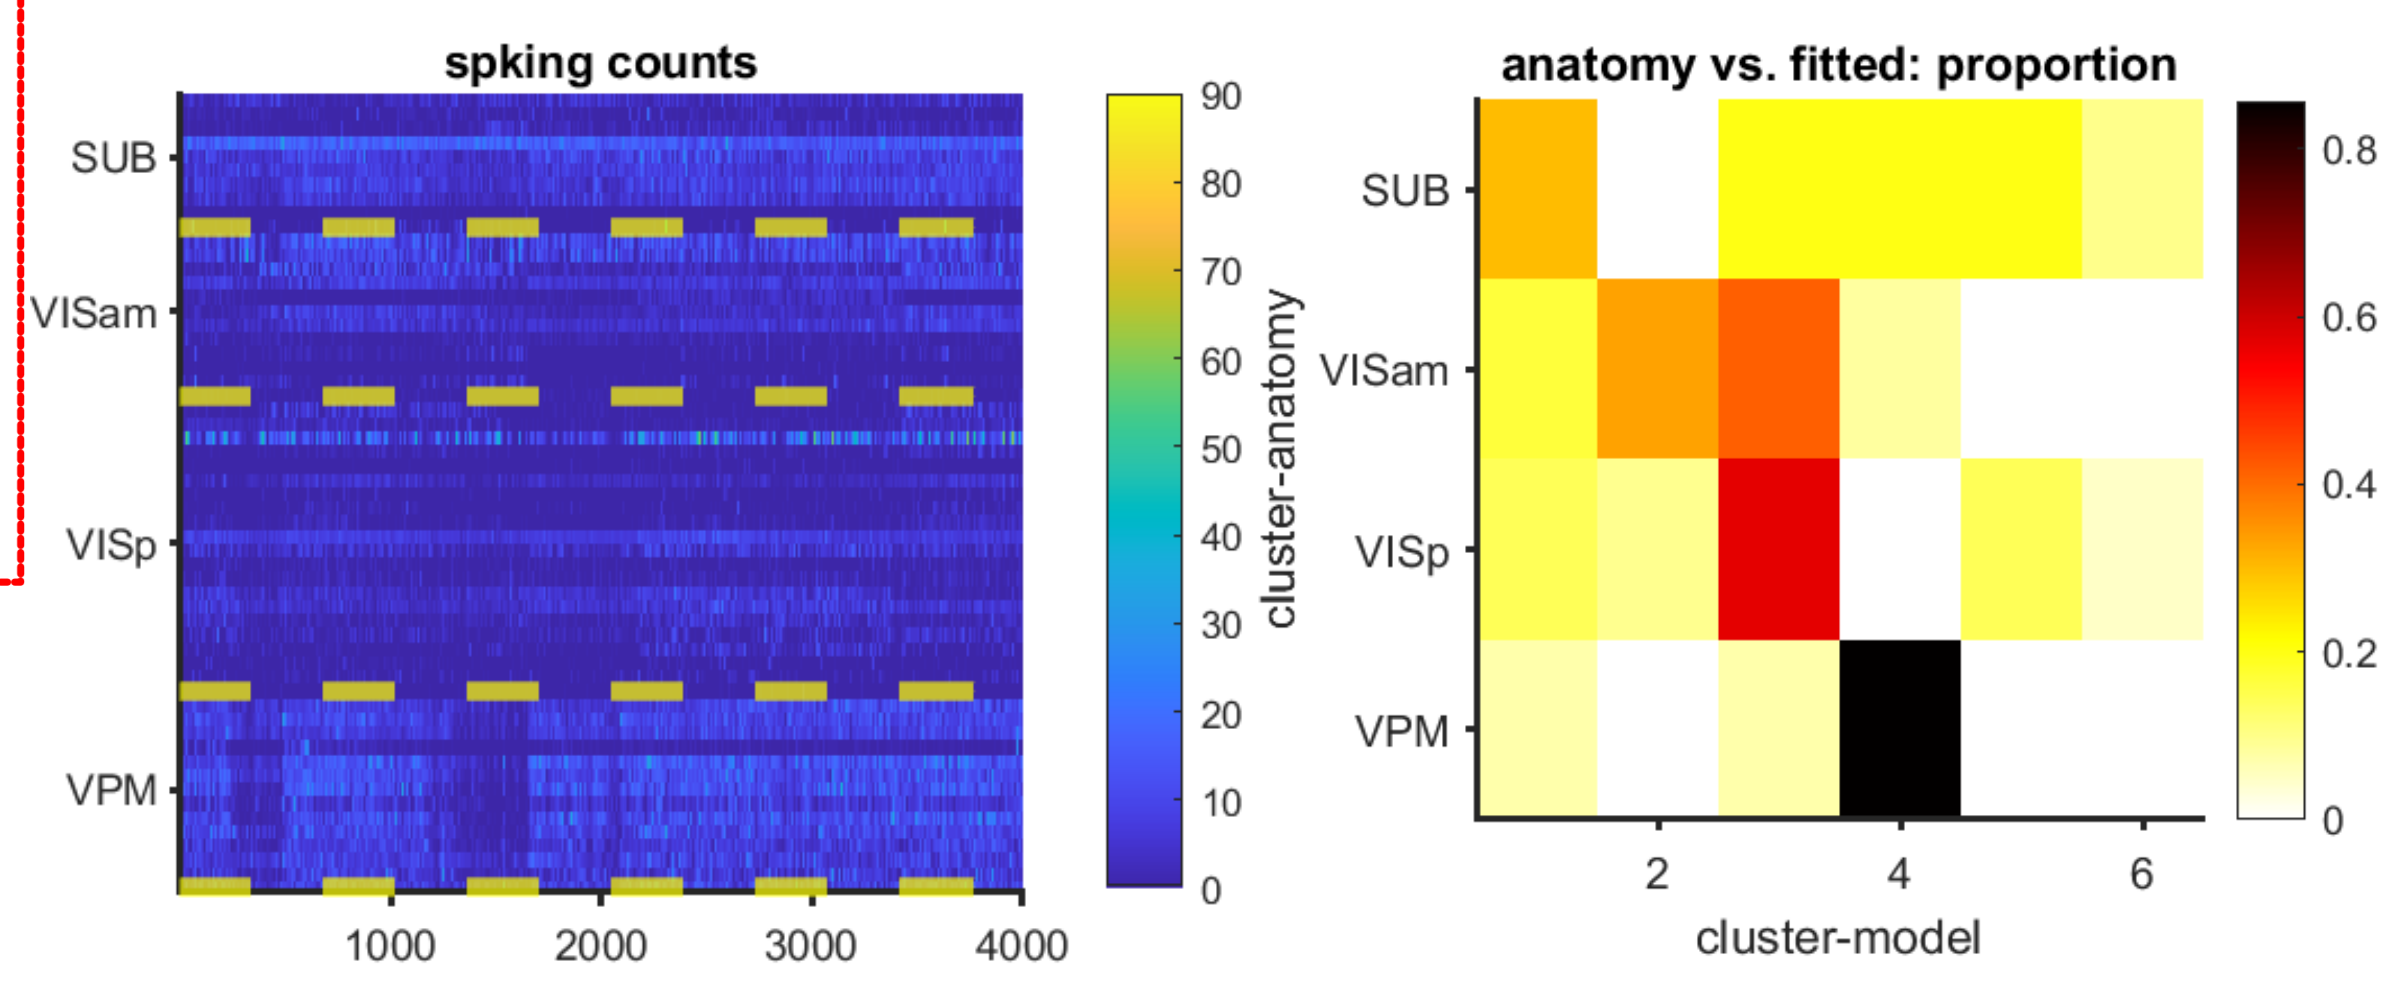 spking counts
SUB
VISam
VISp
VPM
1000 2000 3000 4000
90
80
70
60
50
40
30
20
10
0
anatomy vs. fitted: proportion
cluster-anatomy
SUB
VISam
VISp
VPM
2 4 6
cluster-model
0.8
0.6
0.4
0.2
0